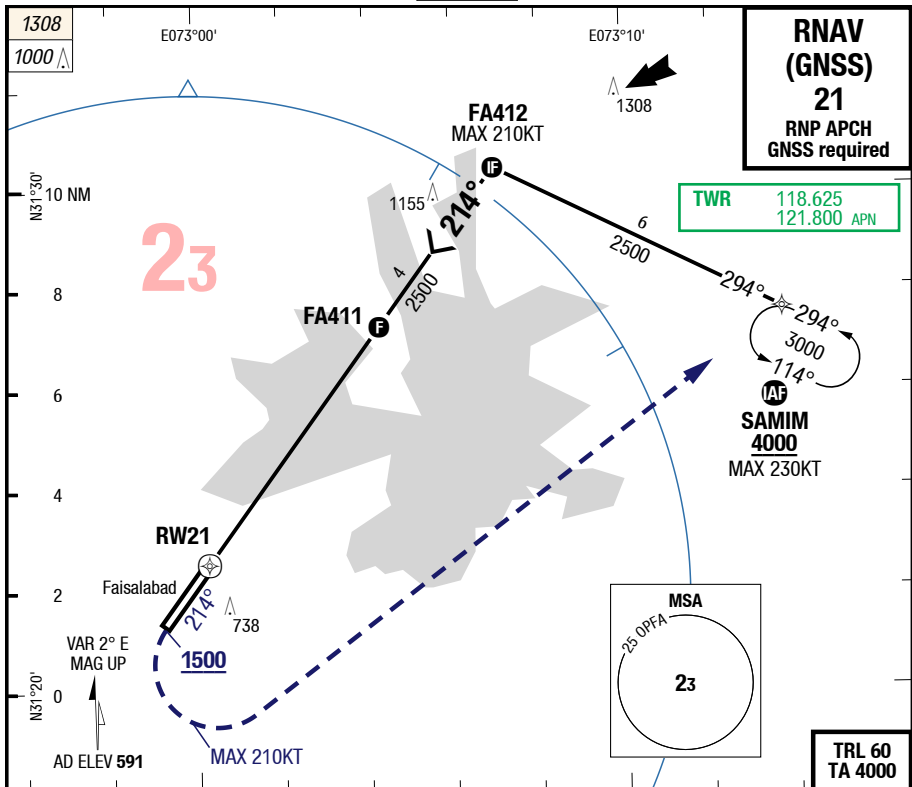 1308
1000
E073°00'
E073°10'
RNAV
(GNSS)
21
RNP APCH
GNSS required
1308
FA412
MAX 210KT
IF
N31°30'
10 NM
1155
214°
TWR 118.625
121.800 APN
23
6
2500
4
2500
294°
294°
3000
114°
8
FA411
F
IAF
SAMIM
4000
MAX 230KT
6
4
RW21
Faisalabad
2
214°
738
MSA
25 OPFA
23
VAR 2° E
MAG UP
1500
N31°20'
0
MAX 210KT
AD ELEV 591
TRL 60
TA 4000